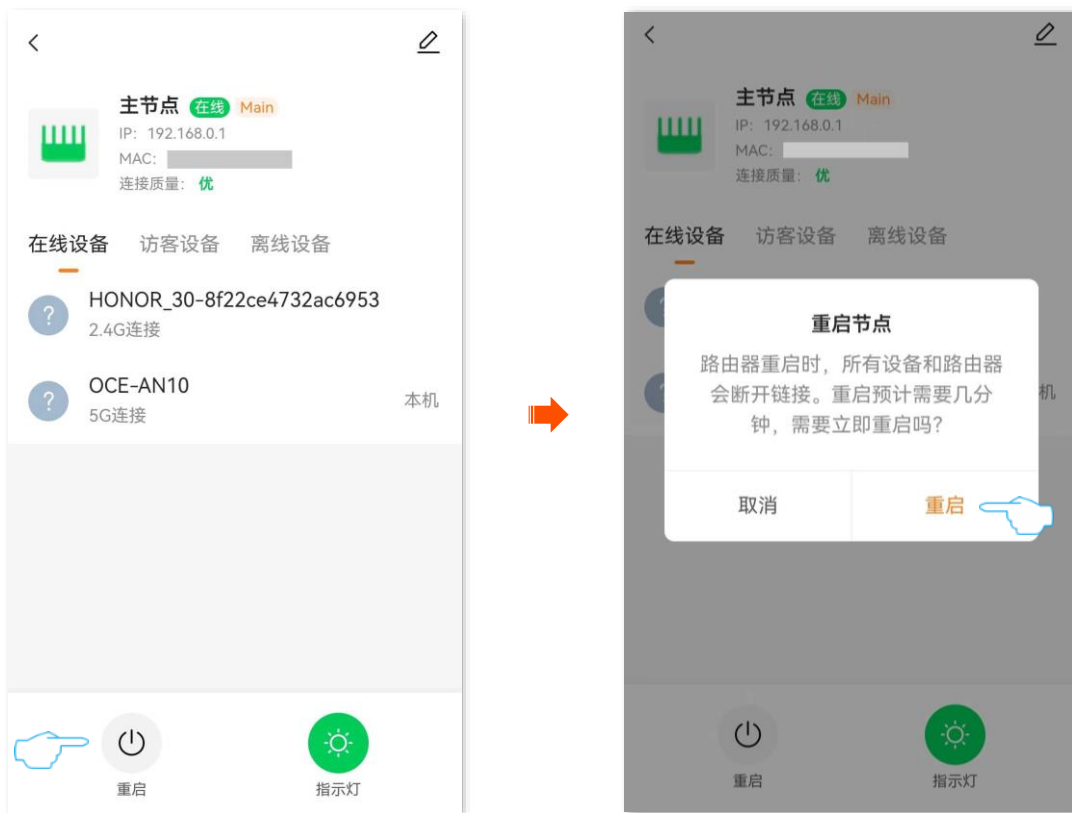 主节点 在线 Main
IP: 192.168.0.1
MAC:
连接质量: 优
在线设备 访客设备 离线设备
HONOR_30-8f22ce4732ac6953
2.4G连接
OCE-AN10
5G连接
本机
重启 指示灯
主节点 在线 Main
IP: 192.168.0.1
MAC:
连接质量: 优
在线设备 访客设备 离线设备
重启节点
路由器重启时，所有设备和路由器
会断开链接。重启预计需要几分
钟，需要立即重启吗?
机
取消 重启
重启 指示灯